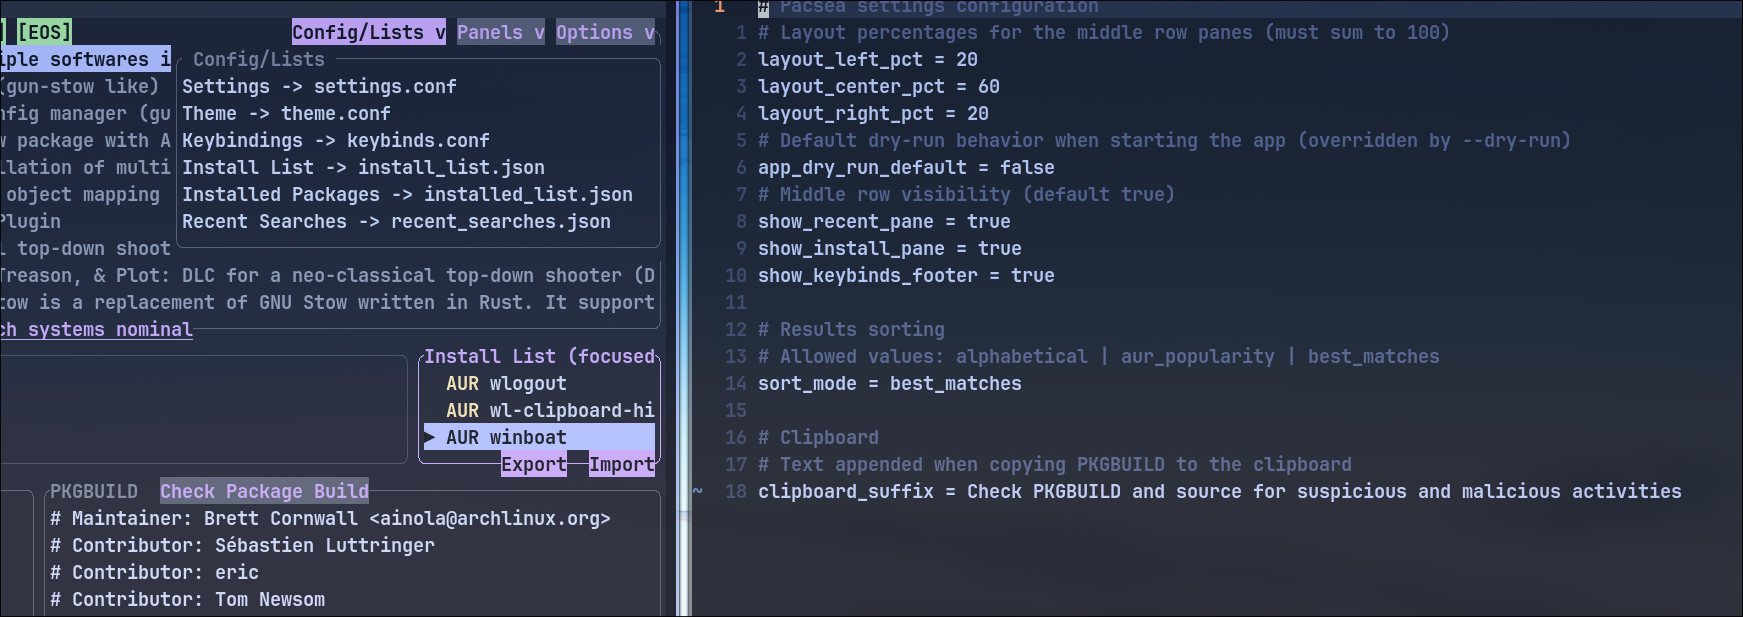 ] [EOS] Config/Lists v Panels v Options v
iple softwares i
(gun-stow like)
nfig manager (gu
w package with A
llation of multi
object mapping
Plugin
l top-down shoot
Config/Lists
Settings -> settings.conf
Theme -> theme.conf
Keybindings -> keybinds.conf
Install List -> install_list.json
Installed Packages -> installed_list.json
Recent Searches -> recent_searches.json
Treason, & Plot: DLC for a neo-classical top-down shooter (D
tow is a replacement of GNU Stow written in Rust. It support
ch systems nominal
Install List (focused
AUR wlogout
AUR wl-clipboard-hi
▶ AUR winboat
Export Import
PKGBUILD Check Package Build
# Maintainer: Brett Cornwall <ainola@archlinux.org>
# Contributor: Sébastien Luttringer
# Contributor: eric
# Contributor: Tom Newsom
1 # Pacsea settings configuration
1 # Layout percentages for the middle row panes (must sum to 100)
2 layout_left_pct = 20
3 layout_center_pct = 60
4 layout_right_pct = 20
5 # Default dry-run behavior when starting the app (overridden by --dry-run)
6 app_dry_run_default = false
7 # Middle row visibility (default true)
8 show_recent_pane = true
9 show_install_pane = true
10 show_keybinds_footer = true
11
12 # Results sorting
13 # Allowed values: alphabetical | aur_popularity | best_matches
14 sort_mode = best_matches
15
16 # Clipboard
17 # Text appended when copying PKGBUILD to the clipboard
~ 18 clipboard_suffix = Check PKGBUILD and source for suspicious and malicious activities